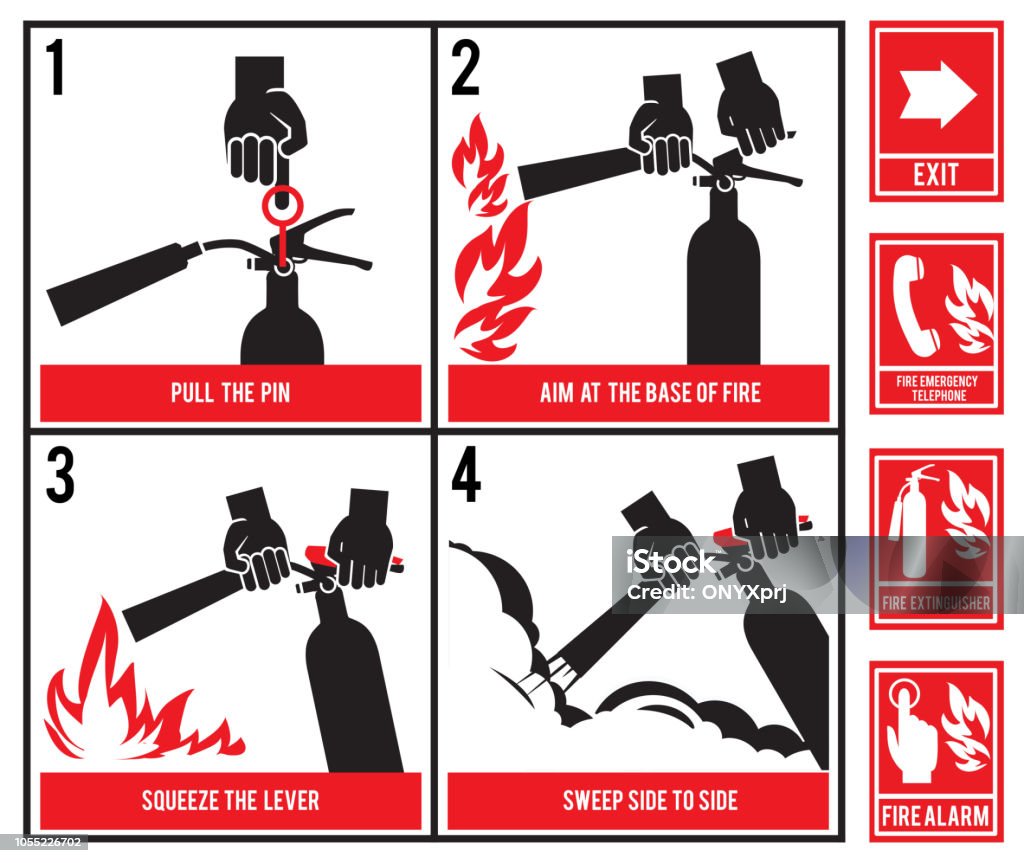 1
PULL THE PIN
2
AIM AT THE BASE OF FIRE
3
SQUEEZE THE LEVER
4
SWEEP SIDE TO SIDE
EXIT
FIRE EMERGENCY
TELEPHONE
FIRE EXTINGUISHER
FIRE ALARM
iStock™
Credit: ONYXprj
1055226702